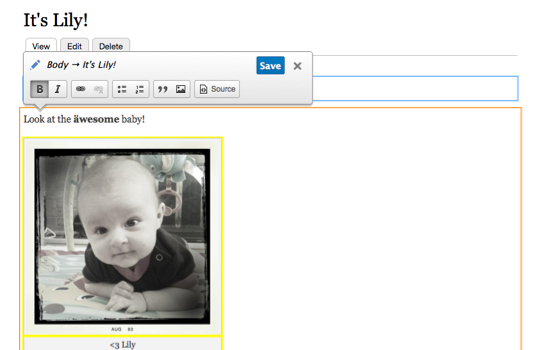 It's Lily!
View Edit Delete
Body → It's Lily!
Save
B I Source
Look at the äwesome baby!
AUG 80
<3 Lily